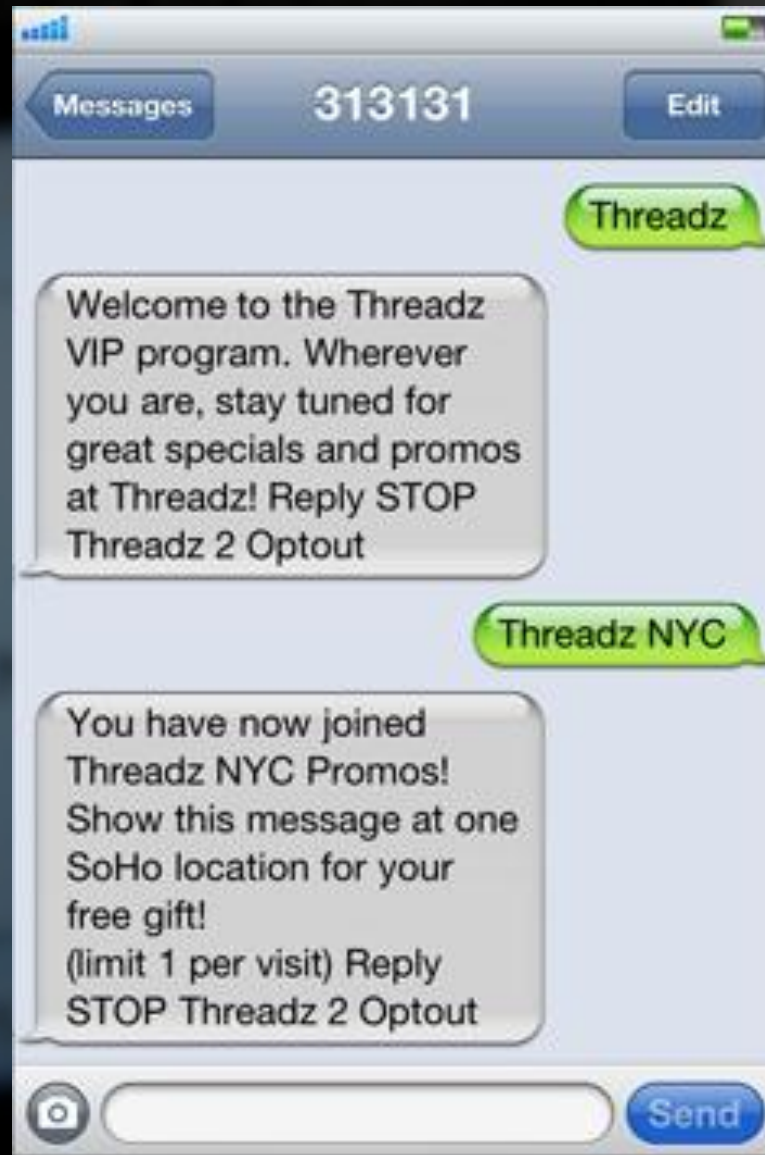 Messages
313131
Edit
Threadz
Welcome to the Threadz
VIP program. Wherever
you are, stay tuned for
great specials and promos
at Threadz! Reply STOP
Threadz 2 Optout
Threadz NYC
You have now joined
Threadz NYC Promos!
Show this message at one
SoHo location for your
free gift!
(limit 1 per visit) Reply
STOP Threadz 2 Optout
Send